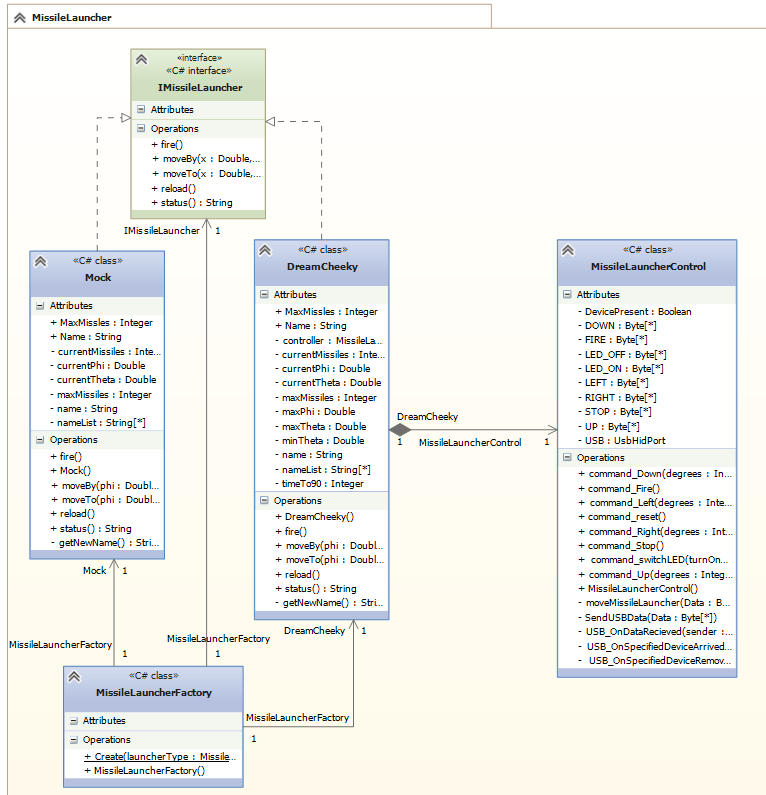 MissileLauncher
«interface»
«C# interface»
IMissileLauncher
Attributes
Operations
+ fire()
+ moveBy(x : Double,...
+ moveTo(x : Double,...
+ reload()
+ status() : String
IMissileLauncher
1
«C# class»
Mock
Attributes
+ MaxMissles : Integer
+ Name : String
- currentMissiles : Inte...
- currentPhi : Double
- currentTheta : Double
- maxMissiles : Integer
- name : String
- nameList : String[*]
Operations
+ fire()
+ Mock()
+ moveBy(phi : Doubl...
+ moveTo(phi : Doubl...
+ reload()
+ status() : String
- getNewName() : Stri...
«C# class»
DreamCheeky
Attributes
+ MaxMissles : Integer
+ Name : String
- controller : MissileLa...
- currentMissiles : Inte...
- currentPhi : Double
- currentTheta : Double
- maxMissiles : Integer
- maxPhi : Double
- maxTheta : Double
- minTheta : Double
- name : String
- nameList : String[*]
- timeTo90 : Integer
Operations
+ DreamCheeky()
+ fire()
+ moveBy(phi : Doubl...
+ moveTo(phi : Doubl...
+ reload()
+ status() : String
- getNewName() : Stri...
DreamCheeky
1
MissileLauncherControl
1
«C# class»
MissileLauncherControl
Attributes
- DevicePresent : Boolean
- DOWN : Byte[*]
- FIRE : Byte[*]
- LED_OFF : Byte[*]
- LED_ON : Byte[*]
- LEFT : Byte[*]
- RIGHT : Byte[*]
- STOP : Byte[*]
- UP : Byte[*]
- USB : UsbHidPort
Operations
+ command_Down(degrees : In...
+ command_Fire()
+ command_Left(degrees : Inte...
+ command_reset()
+ command_Right(degrees : Int...
+ command_Stop()
+ command_switchLED(turnOn...
+ command_Up(degrees : Integ...
+ MissileLauncherControl()
- moveMissileLauncher(Data : B...
- SendUSBData(Data : Byte[*])
- USB_OnDataRecieved(sender :...
- USB_OnSpecifiedDeviceArrived...
- USB_OnSpecifiedDeviceRemov...
Mock
1
DreamCheeky
1
MissileLauncherFactory
1
MissileLauncherFactory
1
MissileLauncherFactory
1
«C# class»
MissileLauncherFactory
Attributes
Operations
+ Create(launcherType : Missile...
+ MissileLauncherFactory()